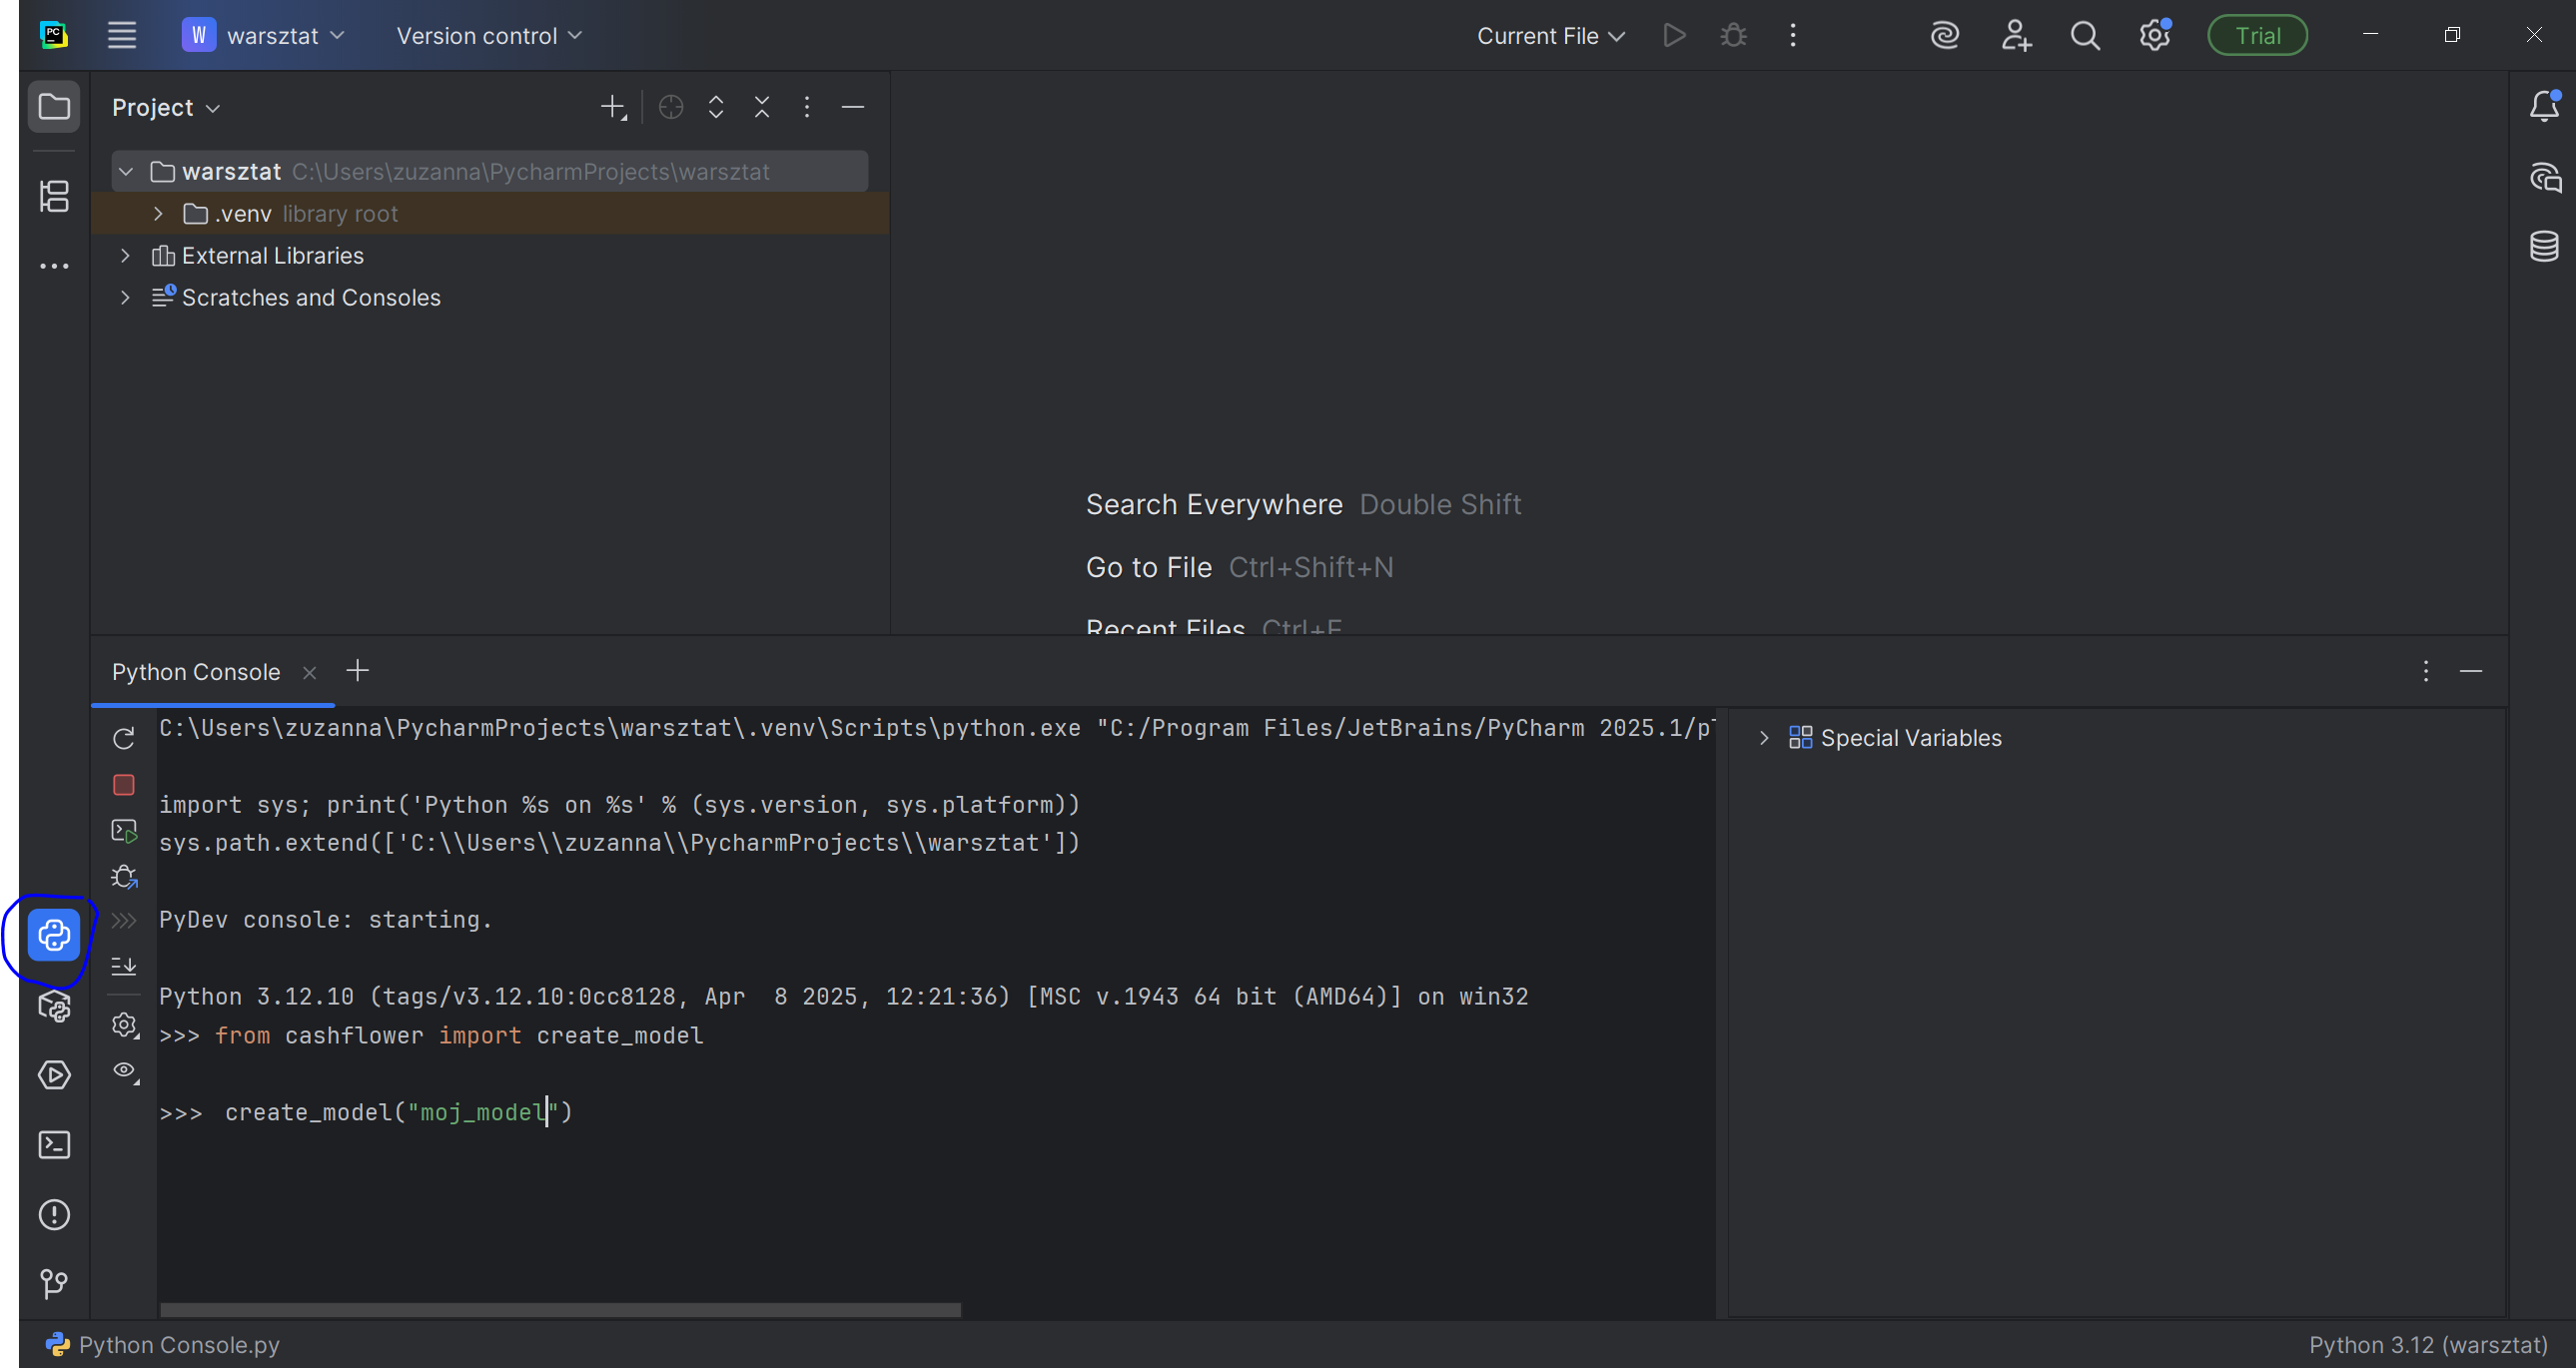 PC
W warsztat Version control Current File Trial
Project
warsztat C:\Users\zuzanna\PycharmProjects\warsztat
.venv library root
External Libraries
Scratches and Consoles
Search Everywhere Double Shift
Go to File Ctrl+Shift+N
Recent Files Ctrl+E
Python Console
C:\Users\zuzanna\PycharmProjects\warsztat\.venv\Scripts\python.exe "C:/Program Files/JetBrains/PyCharm 2025.1/pl
Special Variables
import sys; print('Python %s on %s' % (sys.version, sys.platform))
sys.path.extend(['C:\\Users\\zuzanna\\PycharmProjects\\warsztat'])
PyDev console: starting.
Python 3.12.10 (tags/v3.12.10:0cc8128, Apr  8 2025, 12:21:36) [MSC v.1943 64 bit (AMD64)] on win32
>>> from cashflower import create_model
>>> create_model("moj_model")
Python Console.py Python 3.12 (warsztat)